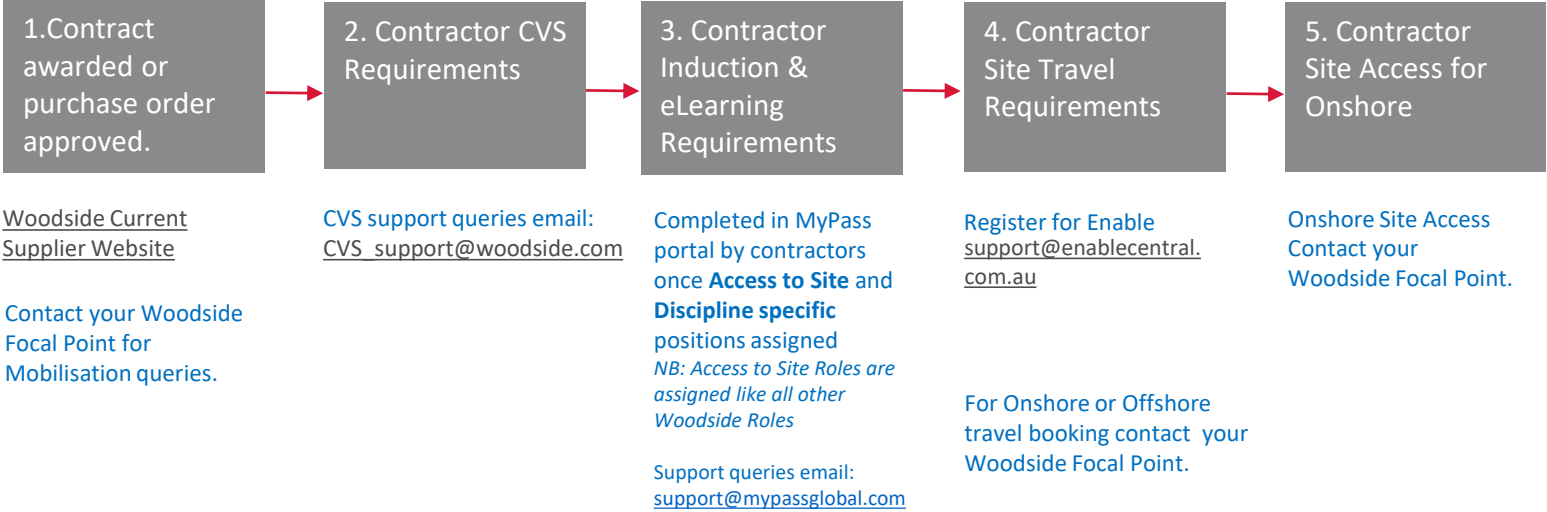 1.Contract
awarded or
purchase order
approved.
2. Contractor CVS
Requirements
3. Contractor
Induction &
eLearning
Requirements
4. Contractor
Site Travel
Requirements
5. Contractor
Site Access for
Onshore
Woodside Current
Supplier Website
Contact your Woodside
Focal Point for
Mobilisation queries.
CVS support queries email:
CVS_support@woodside.com
Completed in MyPass
portal by contractors
once Access to Site and
Discipline specific
positions assigned
NB: Access to Site Roles are
assigned like all other
Woodside Roles
Support queries email:
support@mypassglobal.com
Register for Enable
support@enablecentral.
com.au
For Onshore or Offshore
travel booking contact your
Woodside Focal Point.
Onshore Site Access
Contact your
Woodside Focal Point.